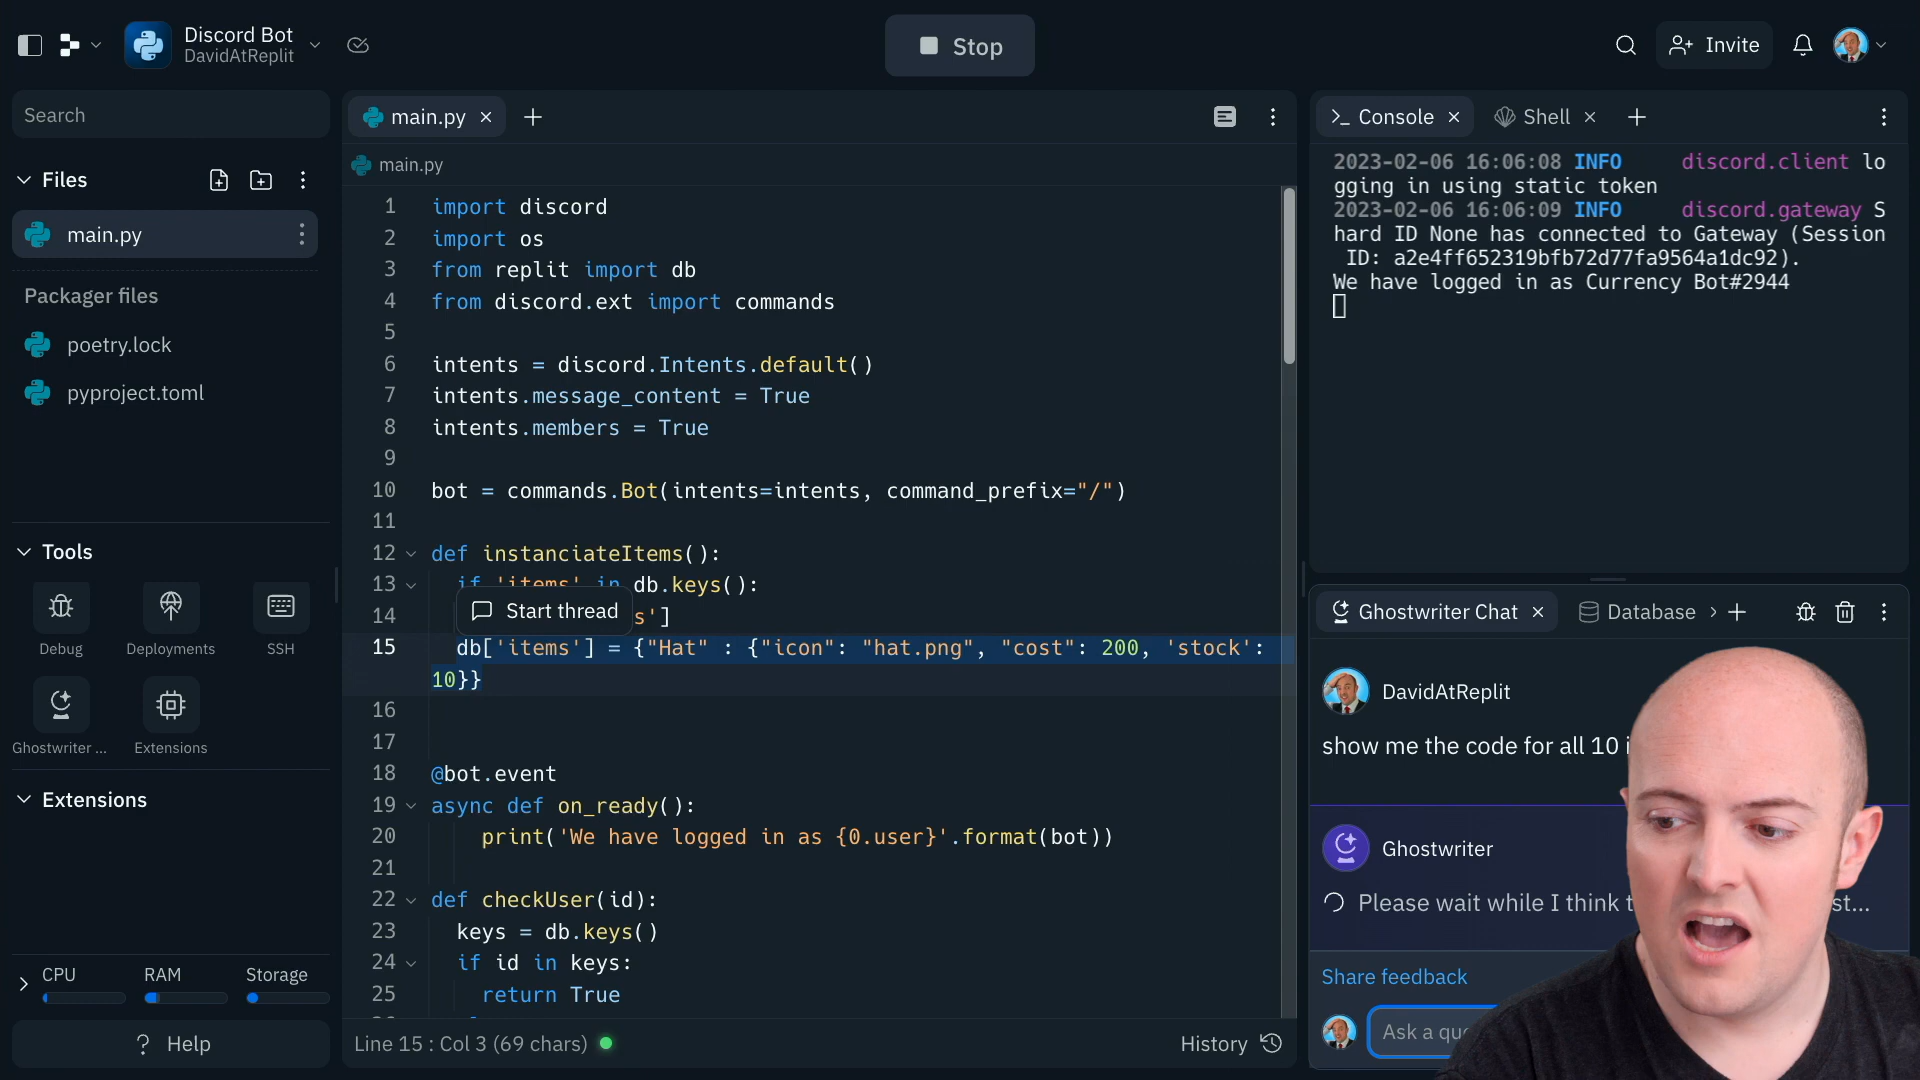 Discord Bot
DavidAtReplit
Stop
Invite
Search
Files
main.py
Packager files
poetry.lock
pyproject.toml
Tools
Debug
Deployments
SSH
Ghostwriter ...
Extensions
Extensions
CPU
RAM
Storage
? Help
main.py
main.py
1 import discord
2 import os
3 from replit import db
4 from discord.ext import commands
5
6 intents = discord.Intents.default()
7 intents.message_content = True
8 intents.members = True
9
10 bot = commands.Bot(intents=intents, command_prefix="/")
11
12 def instanciateItems():
13 if 'items' in db.keys():
Start thread
14 s']
15 db['items'] = {"Hat" : {"icon": "hat.png", "cost": 200, 'stock':
10}}
16
17
18 @bot.event
19 async def on_ready():
20 print('We have logged in as {0.user}'.format(bot))
21
22 def checkUser(id):
23 keys = db.keys()
24 if id in keys:
25 return True
Line 15 : Col 3 (69 chars)
History
Console
Shell
2023-02-06 16:06:08 INFO discord.client lo
gging in using static token
2023-02-06 16:06:09 INFO discord.gateway S
hard ID None has connected to Gateway (Session
ID: a2e4ff652319bfb72d77fa9564a1dc92).
We have logged in as Currency Bot#2944
Ghostwriter Chat
Database
DavidAtReplit
show me the code for all 10 i
Ghostwriter
Please wait while I think t st...
Share feedback
Ask a qu